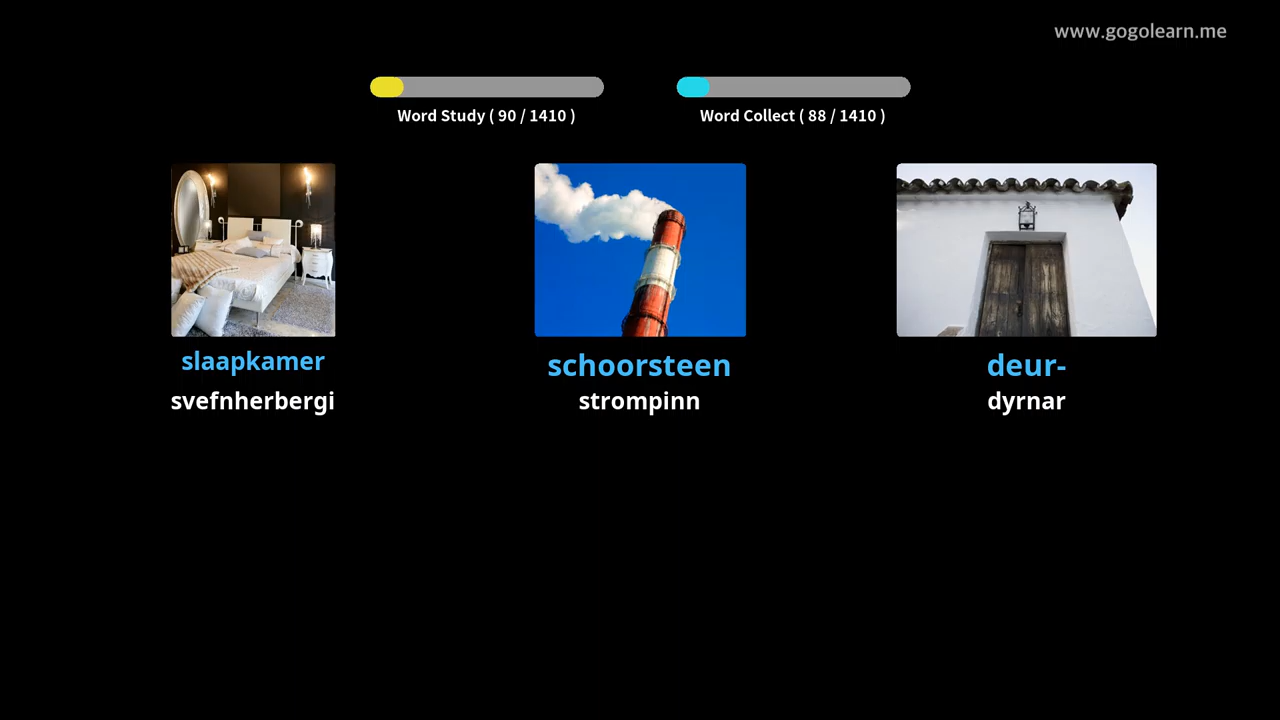 www.gogolearn.me
Word Study ( 90 / 1410 )
Word Collect ( 88 / 1410 )
slaapkamer
svefnherbergi
schoorsteen
strompinn
deur-
dyrnar